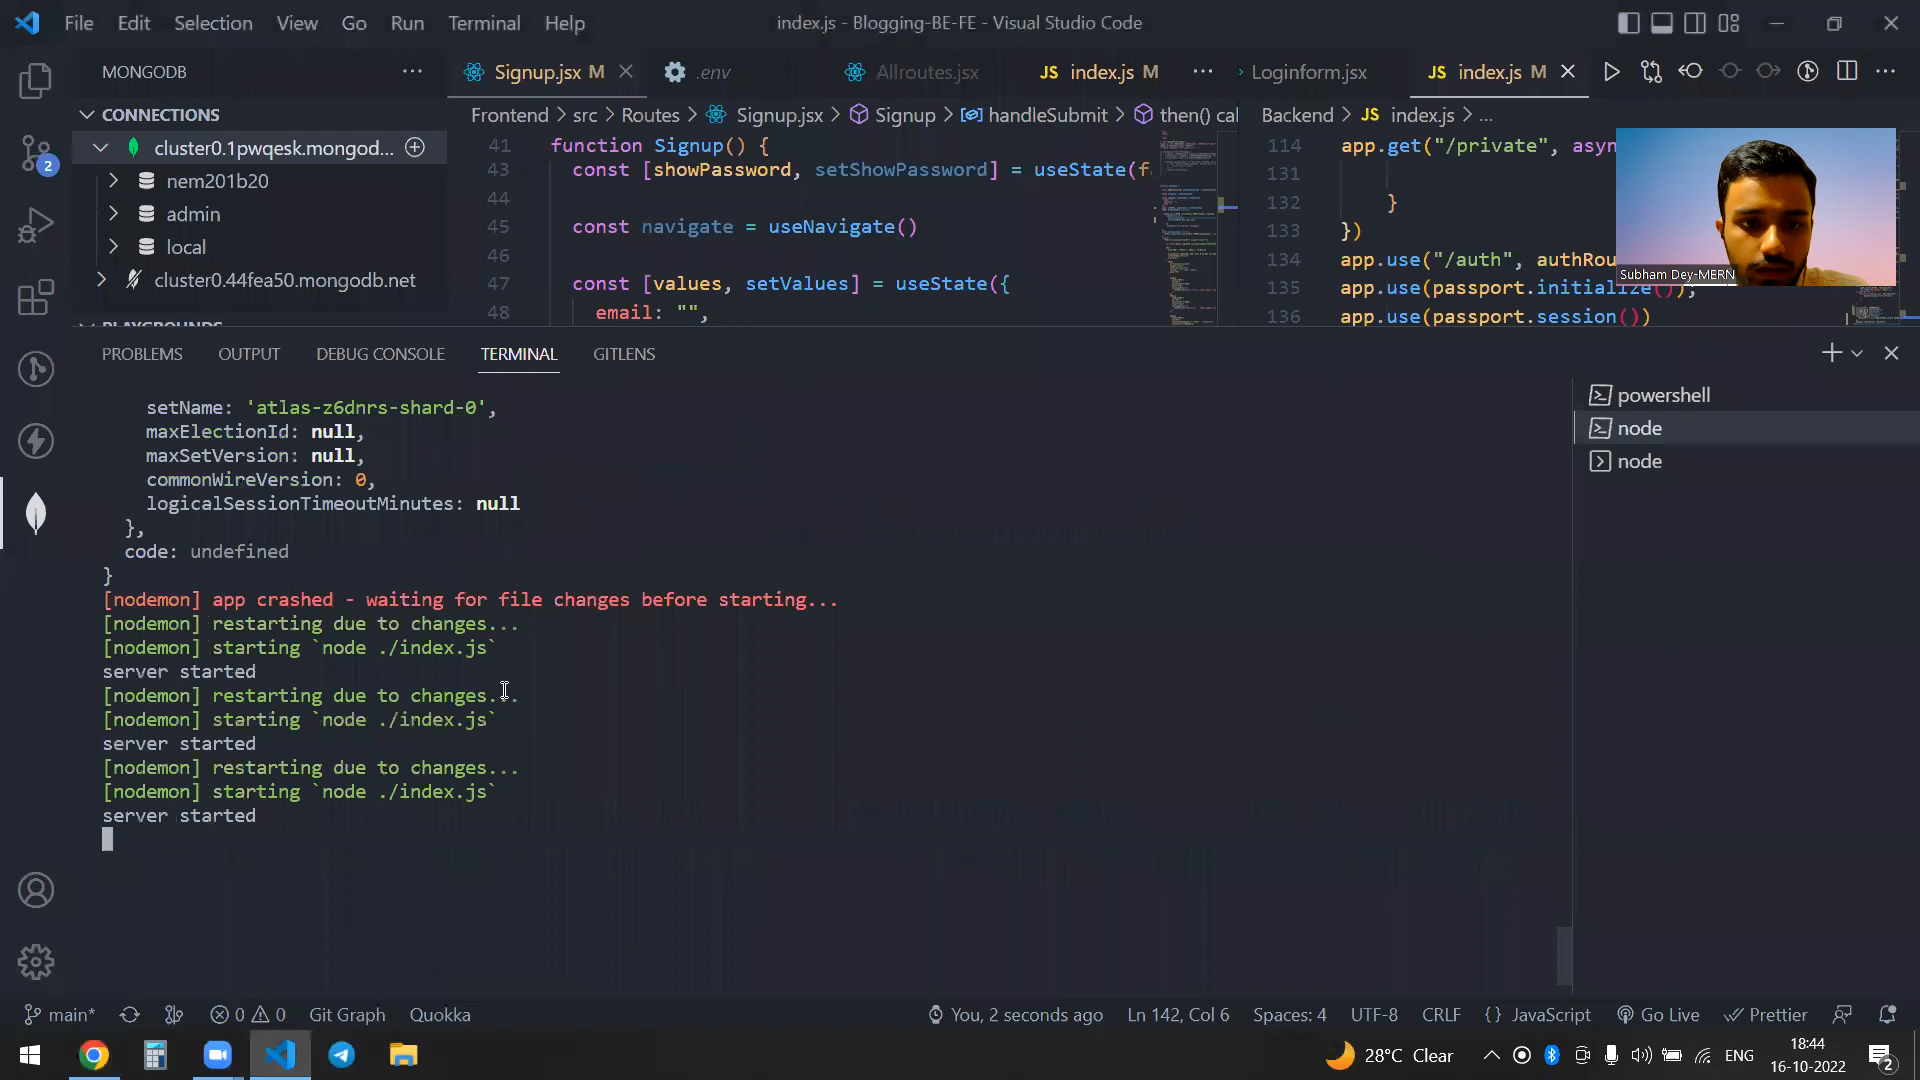 File Edit Selection View Go Run Terminal Help
index.js - Blogging-BE-FE - Visual Studio Code
MONGODB
CONNECTIONS
cluster0.1pwqesk.mongod...
nem201b20
admin
local
cluster0.44fea50.mongodb.net
PLAYGROUNDS
Signup.jsx M
.env
Allroutes.jsx
JS index.js M
Frontend > src > Routes > Signup.jsx > Signup > handleSubmit > then() cal
41 function Signup() {
43 const [showPassword, setShowPassword] = useState(f
44
45 const navigate = useNavigate()
46
47 const [values, setValues] = useState({
48 email: "",
Loginform.jsx
JS index.js M
Backend > JS index.js > ...
114 app.get("/private", asyn
131
132 }
133 })
134 app.use("/auth", authRou
135 app.use(passport.initialize());
136 app.use(passport.session())
Subham Dey-MERN
PROBLEMS OUTPUT DEBUG CONSOLE TERMINAL GITLENS
setName: 'atlas-z6dnrs-shard-0',
maxElectionId: null,
maxSetVersion: null,
commonWireVersion: 0,
logicalSessionTimeoutMinutes: null
},
code: undefined
}
[nodemon] app crashed - waiting for file changes before starting...
[nodemon] restarting due to changes...
[nodemon] starting `node ./index.js`
server started
[nodemon] restarting due to changes...
[nodemon] starting `node ./index.js`
server started
[nodemon] restarting due to changes...
[nodemon] starting `node ./index.js`
server started
powershell
node
node
2
main* 0 0 Git Graph Quokka
You, 2 seconds ago Ln 142, Col 6 Spaces: 4 UTF-8 CRLF {} JavaScript Go Live Prettier
28°C Clear
ENG
18:44
16-10-2022
2